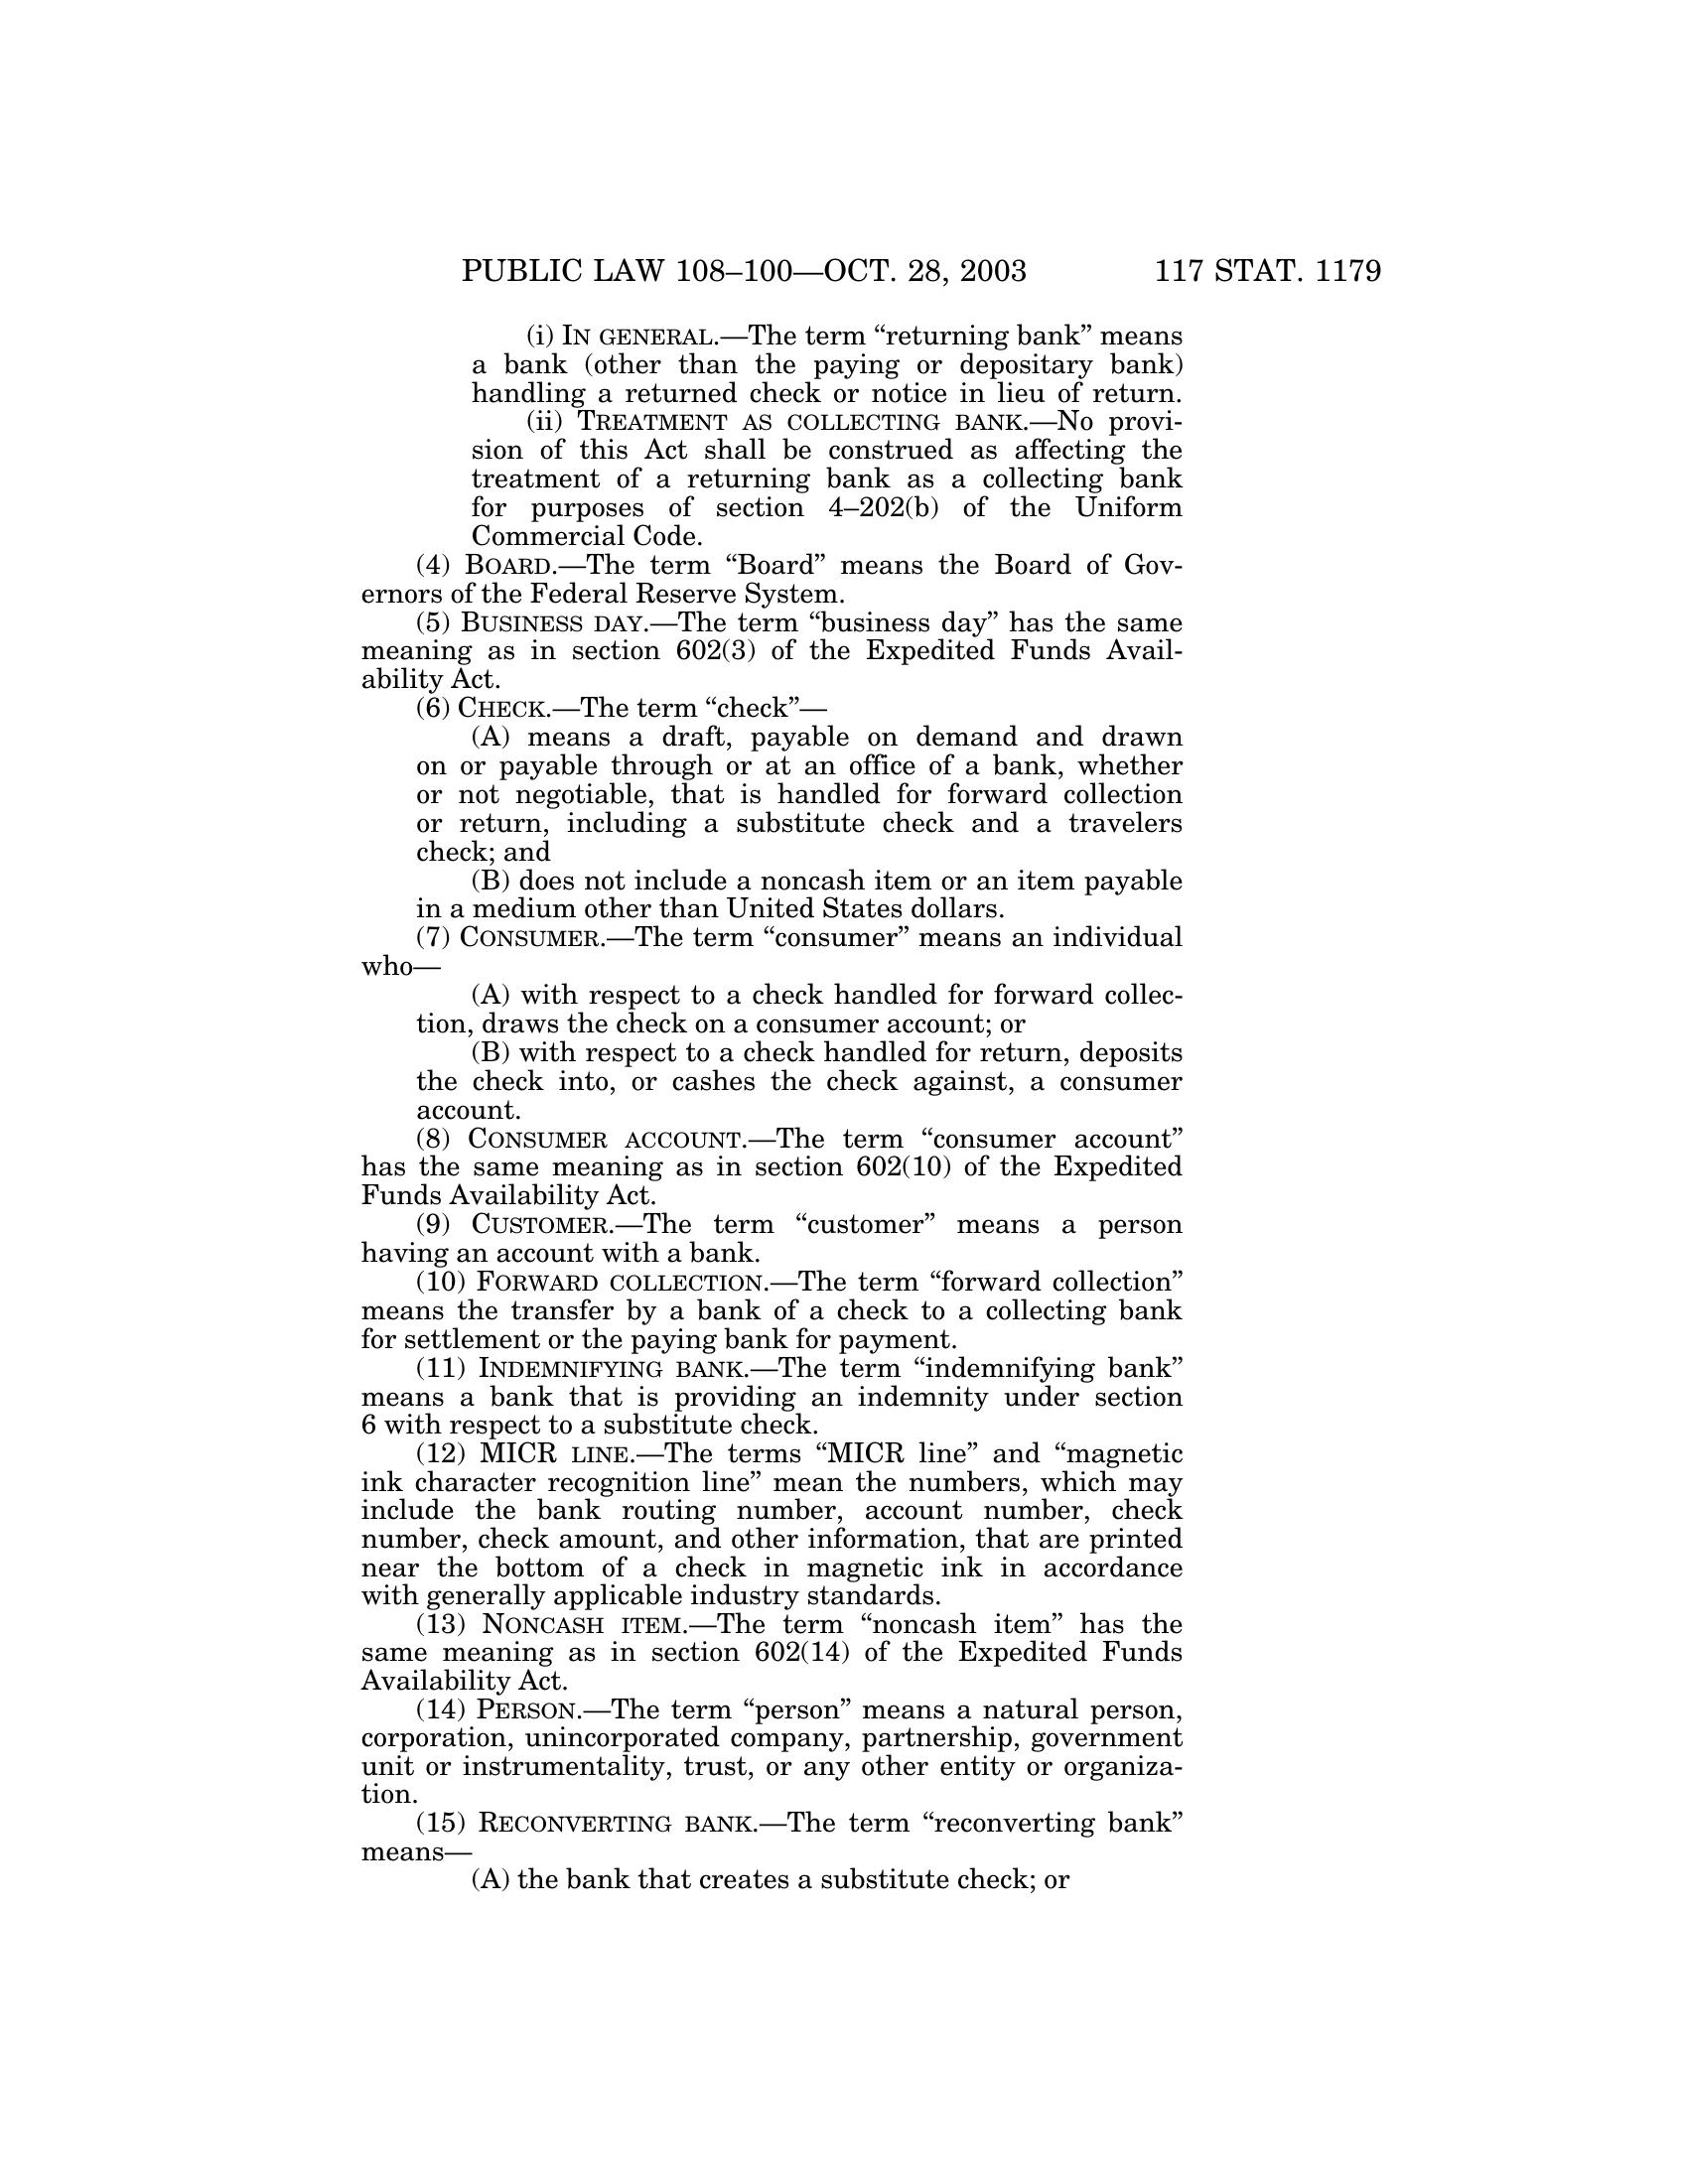 PUBLIC LAW 108–100—OCT. 28, 2003 117 STAT. 1179
(i) IN GENERAL.—The term “returning bank” means
a bank (other than the paying or depositary bank)
handling a returned check or notice in lieu of return.
(ii) TREATMENT AS COLLECTING BANK.—No provi-
sion of this Act shall be construed as affecting the
treatment of a returning bank as a collecting bank
for purposes of section 4–202(b) of the Uniform
Commercial Code.
(4) BOARD.—The term “Board” means the Board of Gov-
ernors of the Federal Reserve System.
(5) BUSINESS DAY.—The term “business day” has the same
meaning as in section 602(3) of the Expedited Funds Avail-
ability Act.
(6) CHECK.—The term “check”—
(A) means a draft, payable on demand and drawn
on or payable through or at an office of a bank, whether
or not negotiable, that is handled for forward collection
or return, including a substitute check and a travelers
check; and
(B) does not include a noncash item or an item payable
in a medium other than United States dollars.
(7) CONSUMER.—The term “consumer” means an individual
who—
(A) with respect to a check handled for forward collec-
tion, draws the check on a consumer account; or
(B) with respect to a check handled for return, deposits
the check into, or cashes the check against, a consumer
account.
(8) CONSUMER ACCOUNT.—The term “consumer account”
has the same meaning as in section 602(10) of the Expedited
Funds Availability Act.
(9) CUSTOMER.—The term “customer” means a person
having an account with a bank.
(10) FORWARD COLLECTION.—The term “forward collection”
means the transfer by a bank of a check to a collecting bank
for settlement or the paying bank for payment.
(11) INDEMNIFYING BANK.—The term “indemnifying bank”
means a bank that is providing an indemnity under section
6 with respect to a substitute check.
(12) MICR LINE.—The terms “MICR line” and “magnetic
ink character recognition line” mean the numbers, which may
include the bank routing number, account number, check
number, check amount, and other information, that are printed
near the bottom of a check in magnetic ink in accordance
with generally applicable industry standards.
(13) NONCASH ITEM.—The term “noncash item” has the
same meaning as in section 602(14) of the Expedited Funds
Availability Act.
(14) PERSON.—The term “person” means a natural person,
corporation, unincorporated company, partnership, government
unit or instrumentality, trust, or any other entity or organiza-
tion.
(15) RECONVERTING BANK.—The term “reconverting bank”
means—
(A) the bank that creates a substitute check; or